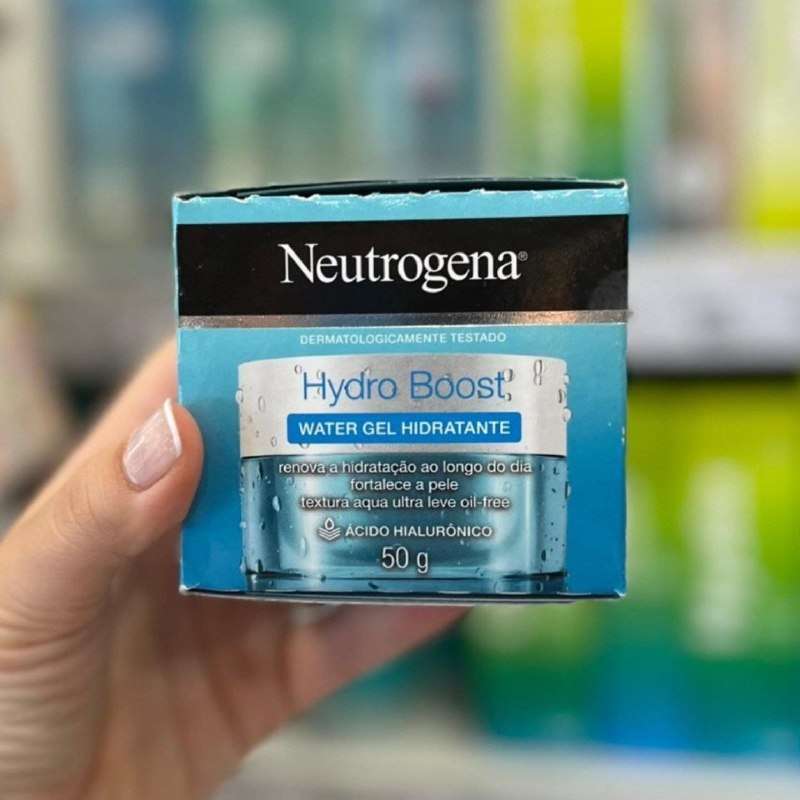 Neutrogena®
DERMATOLOGICAMENTE TESTADO
Hydro Boost
WATER GEL HIDRATANTE
renova a hidratação ao longo do dia
fortalece a pele
textura aqua ultra leve oil-free
ÁCIDO HIALURÔNICO
50 g